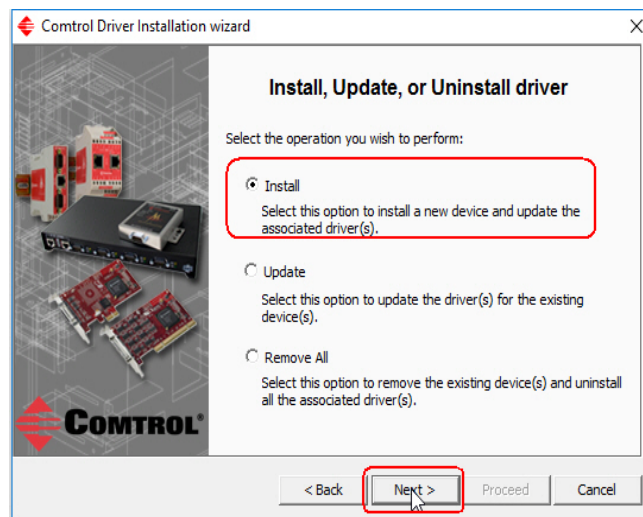 Comtrol Driver Installation wizard
Install, Update, or Uninstall driver
Select the operation you wish to perform:
Install
Select this option to install a new device and update the
associated driver(s).
Update
Select this option to update the driver(s) for the existing
device(s).
Remove All
Select this option to remove the existing device(s) and uninstall
all the associated driver(s).
COMTROL®
< Back Next > Proceed Cancel